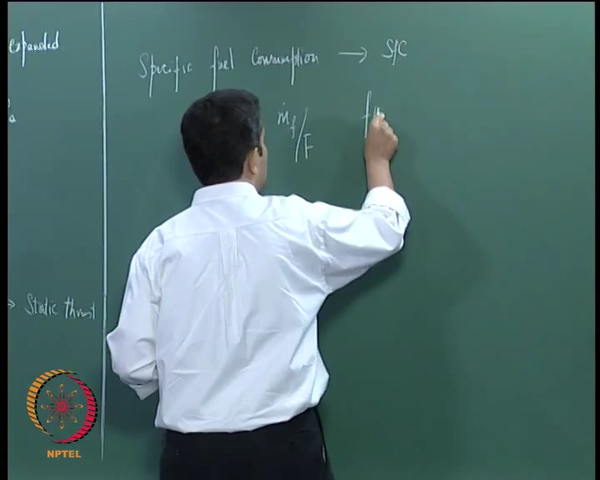 expanded
Specific fuel Consumption → SFC
ṁf/F
→ Static thrust
NPTEL